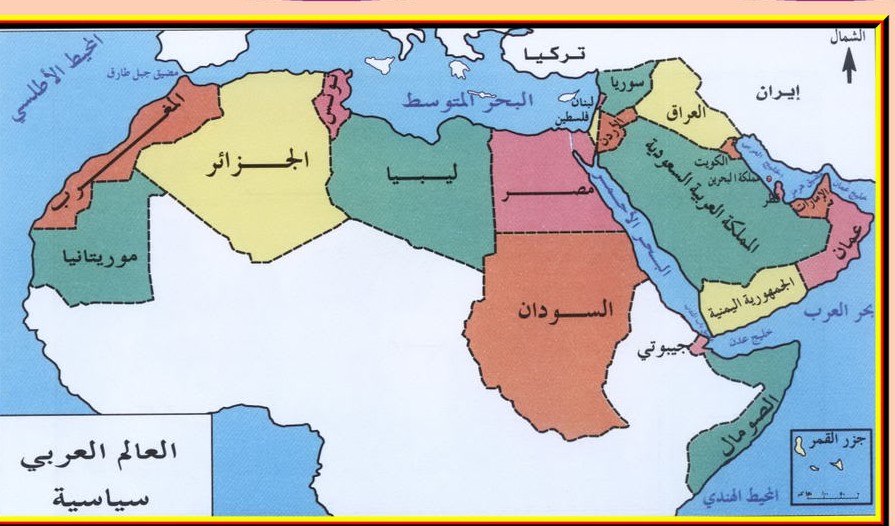 الشمال
المحيط الأطلسي
مضيق جبل طارق
تركيا
إيران
البحر المتوسط
سوريا
لبنان
فلسطين
العراق
الأردن
الكويت
المغرب
الجزائر
تونس
ليبيا
مصر
المملكة العربية السعودية
مملكة البحرين
قطر
الإمارات
خليج عمان
عمان
البحر الأحمر
موريتانيا
السودان
الجمهورية اليمنية
بحر العرب
خليج عدن
جيبوتي
الصومال
المحيط الهندي
جزر القمر
العالم العربي
سياسية